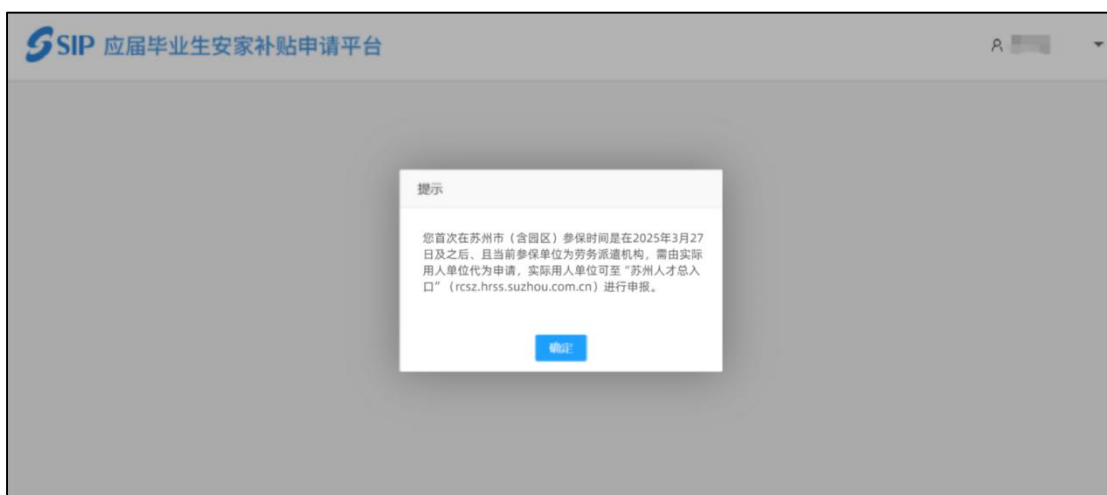 SIP 应届毕业生安家补贴申请平台
提示
您首次在苏州市（含园区）参保时间是在2025年3月27
日及之后、且当前参保单位为劳务派遣机构，需由实际
用人单位代为申请，实际用人单位可至“苏州人才总入
口”（rcsz.hrss.suzhou.com.cn）进行申报。
确定